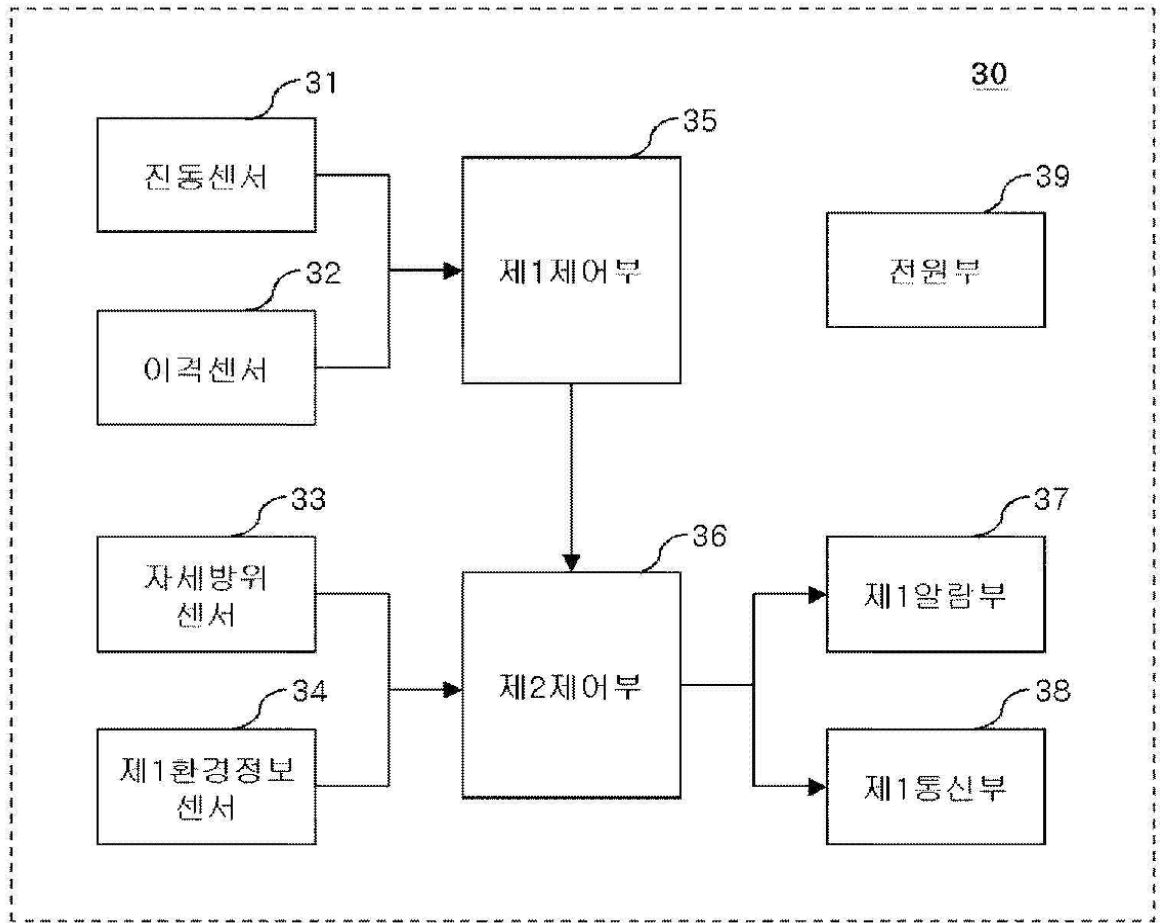 30
31
진동센서
32
이격센서
35
제1제어부
39
전원부
33
자세방위
센서
34
제1환경정보
센서
36
제2제어부
37
제1알람부
38
제1통신부